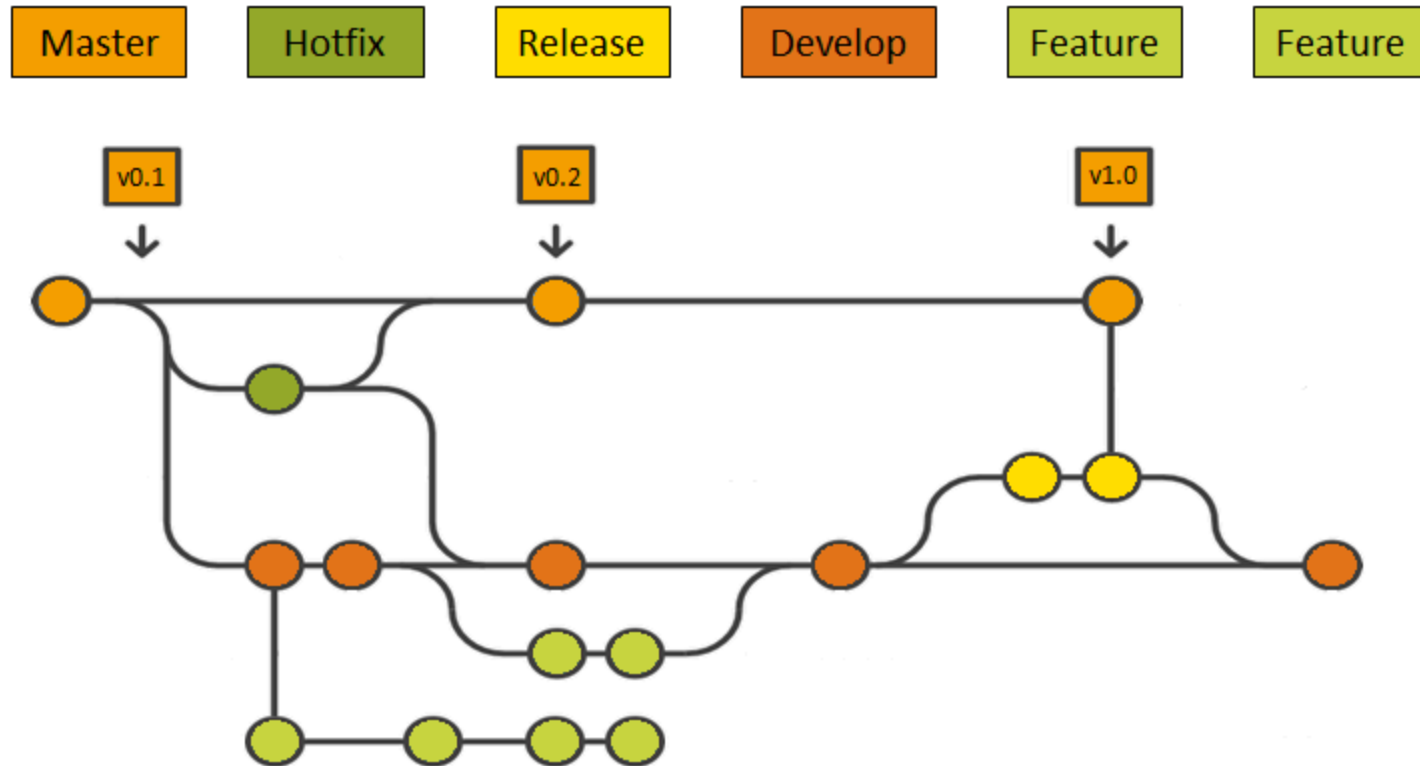 Master
Hotfix
Release
Develop
Feature
Feature
v0.1
v0.2
v1.0